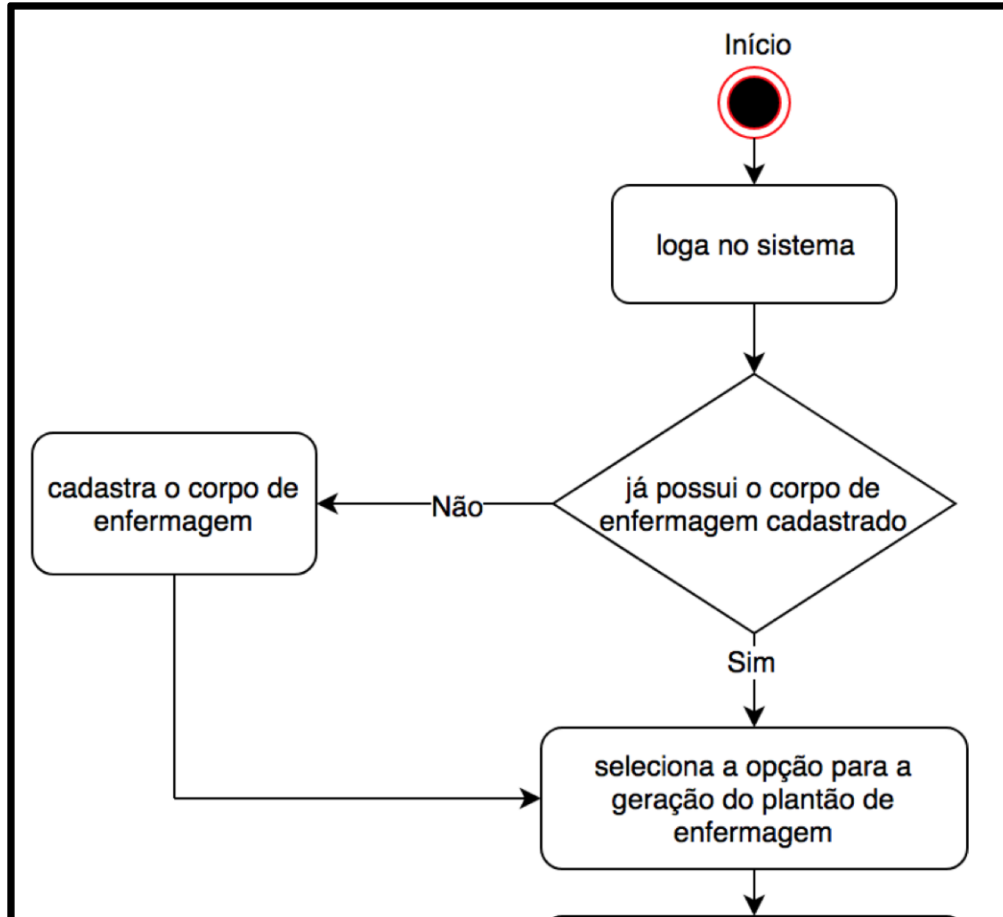 Início
loga no sistema
já possui o corpo de
enfermagem cadastrado
Não
cadastra o corpo de
enfermagem
Sim
seleciona a opção para a
geração do plantão de
enfermagem